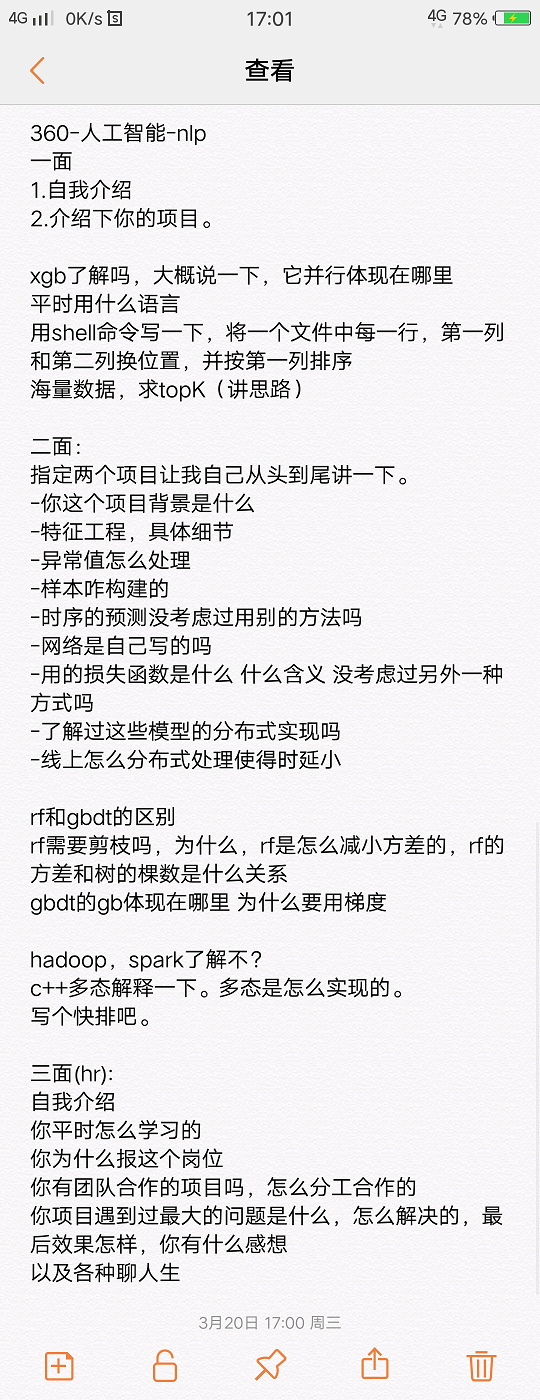 4G 0K/s 17:01 4G 78%
查看
360-人工智能-nlp
一面
1.自我介绍
2.介绍下你的项目。
xgb了解吗，大概说一下，它并行体现在哪里
平时用什么语言
用shell命令写一下，将一个文件中每一行，第一列
和第二列换位置，并按第一列排序
海量数据，求topK（讲思路）
二面：
指定两个项目让我自己从头到尾讲一下。
-你这个项目背景是什么
-特征工程，具体细节
-异常值怎么处理
-样本咋构建的
-时序的预测没考虑过用别的方法吗
-网络是自己写的吗
-用的损失函数是什么 什么含义 没考虑过另外一种
方式吗
-了解过这些模型的分布式实现吗
-线上怎么分布式处理使得时延小
rf和gbdt的区别
rf需要剪枝吗，为什么，rf是怎么减小方差的，rf的
方差和树的棵数是什么关系
gbdt的gb体现在哪里 为什么要用梯度
hadoop，spark了解不？
c++多态解释一下。多态是怎么实现的。
写个快排吧。
三面(hr):
自我介绍
你平时怎么学习的
你为什么报这个岗位
你有团队合作的项目吗，怎么分工合作的
你项目遇到过最大的问题是什么，怎么解决的，最
后效果怎样，你有什么感想
以及各种聊人生
3月20日 17:00 周三